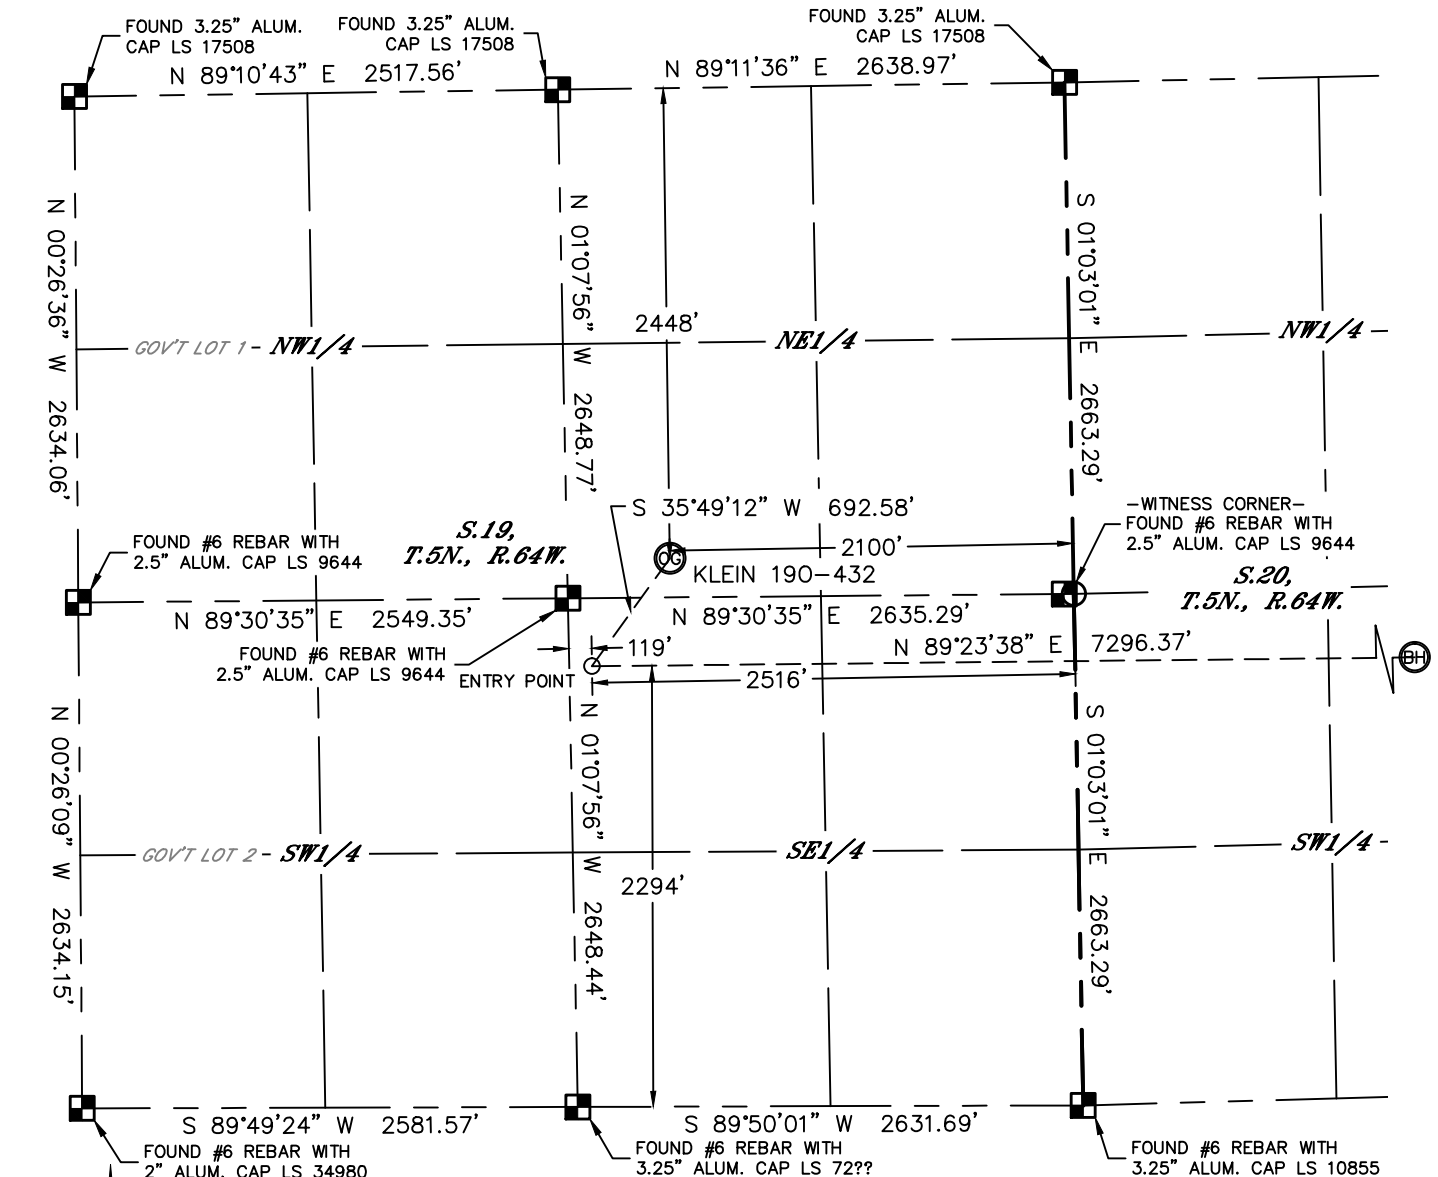 FOUND 3.25" ALUM.
CAP LS 17508
FOUND 3.25" ALUM.
CAP LS 17508
FOUND 3.25" ALUM.
CAP LS 17508
N 89°10'43" E 2517.56'
N 89°11'36" E 2638.97'
N 00°26'36" W 2634.06'
N 01°07'56" W 2648.77'
S 01°03'01" E 2663.29'
2448'
GOV'T LOT 1 - NW1/4
NE1/4
NW1/4
S 35°49'12" W 692.58'
-WITNESS CORNER-
FOUND #6 REBAR WITH
2.5" ALUM. CAP LS 9644
FOUND #6 REBAR WITH
2.5" ALUM. CAP LS 9644
S.19,
T.5N., R.64W.
OG
2100'
KLEIN 19O-432
S.20,
T.5N., R.64W.
N 89°30'35" E 2549.35'
N 89°30'35" E 2635.29'
FOUND #6 REBAR WITH
2.5" ALUM. CAP LS 9644
119'
N 89°23'38" E 7296.37'
BH
ENTRY POINT
2516'
N 00°26'09" W 2634.15'
N 01°07'56" W 2648.44'
S 01°03'01" E 2663.29'
GOV'T LOT 2 - SW1/4
SE1/4
SW1/4
2294'
S 89°49'24" W 2581.57'
S 89°50'01" W 2631.69'
FOUND #6 REBAR WITH
2" ALUM. CAP LS 34980
FOUND #6 REBAR WITH
3.25" ALUM. CAP LS 72??
FOUND #6 REBAR WITH
3.25" ALUM. CAP LS 10855